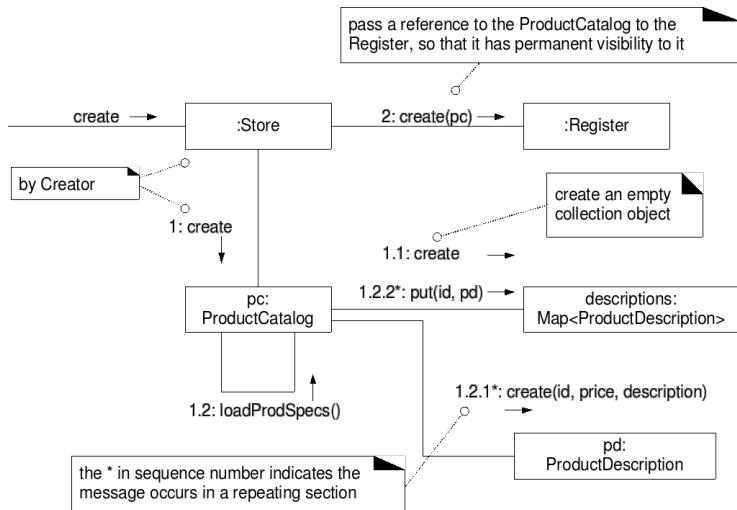 pass a reference to the ProductCatalog to the
Register, so that it has permanent visibility to it
create
:Store
2: create(pc)
:Register
by Creator
create an empty
collection object
1: create
1.1: create
1.2.2*: put(id, pd)
pc:
ProductCatalog
descriptions:
Map<ProductDescription>
1.2: loadProdSpecs()
1.2.1*: create(id, price, description)
pd:
ProductDescription
the * in sequence number indicates the
message occurs in a repeating section